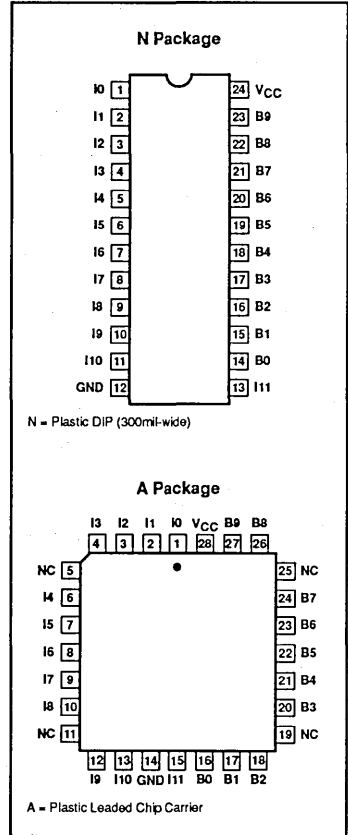 N Package
I0 1 24 VCC
I1 2 23 B9
I2 3 22 B8
I3 4 21 B7
I4 5 20 B6
I5 6 19 B5
I6 7 18 B4
I7 8 17 B3
I8 9 16 B2
I9 10 15 B1
I10 11 14 B0
GND 12 13 I11
N = Plastic DIP (300mil-wide)
A Package
I3 I2 I1 I0 VCC B9 B8
4 3 2 1 28 27 26
NC 5 25 NC
I4 6 24 B7
I5 7 23 B6
I6 8 22 B5
I7 9 21 B4
I8 10 20 B3
NC 11 19 NC
12 13 14 15 16 17 18
I9 I10 GND I11 B0 B1 B2
A = Plastic Leaded Chip Carrier